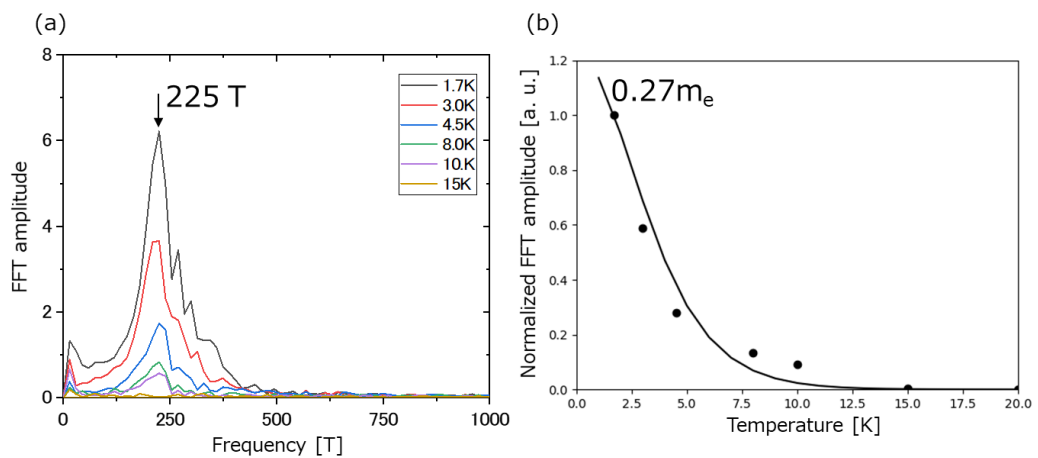 (a)
FFT amplitude
8
6
4
2
0
225 T
1.7K
3.0K
4.5K
8.0K
10.K
15K
0 250 500 750 1000
Frequency [T]
(b)
Normalized FFT amplitude [a. u.]
1.2
1.0
0.8
0.6
0.4
0.2
0.0
0.27mₑ
0.0 2.5 5.0 7.5 10.0 12.5 15.0 17.5 20.0
Temperature [K]